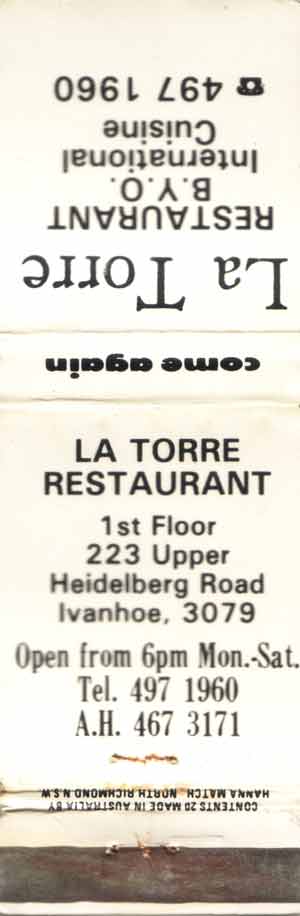 La Torre
RESTAURANT
B.Y.O.
International
Cuisine
☎ 497 1960
come again
LA TORRE
RESTAURANT
1st Floor
223 Upper
Heidelberg Road
Ivanhoe, 3079
Open from 6pm Mon.-Sat.
Tel. 497 1960
A.H. 467 3171
CONTENTS 20 MADE IN AUSTRALIA BY
HANNA MATCH NORTH RICHMOND N.S.W.